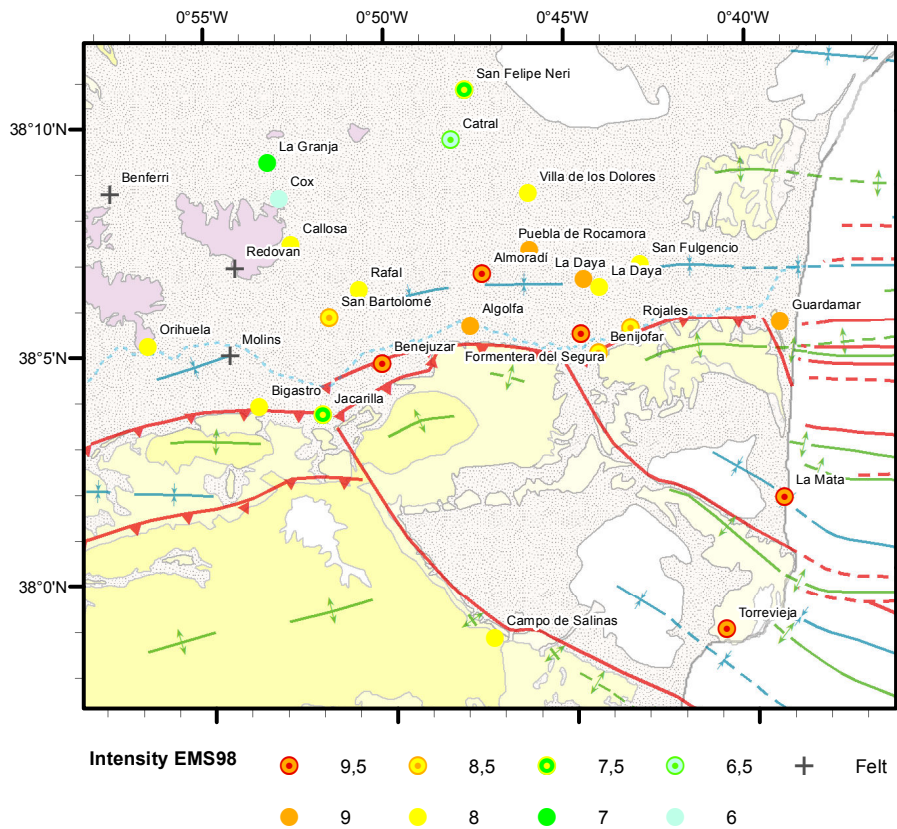 0°55'W 0°50'W 0°45'W 0°40'W
San Felipe Neri
38°10'N
Catral
La Granja
Benferri
Cox
Villa de los Dolores
Callosa
Puebla de Rocamora
Redovan
Almoradí
San Fulgencio
La Daya
La Daya
Rafal
San Bartolomé
Algolfa
Rojales
Guardamar
Orihuela
Molins
Benejuzar
Benijofar
38°5'N
Formentera del Segura
Bigastro
Jacarilla
La Mata
38°0'N
Torrevieja
Campo de Salinas
Intensity EMS98 9,5 8,5 7,5 6,5 Felt
9 8 7 6